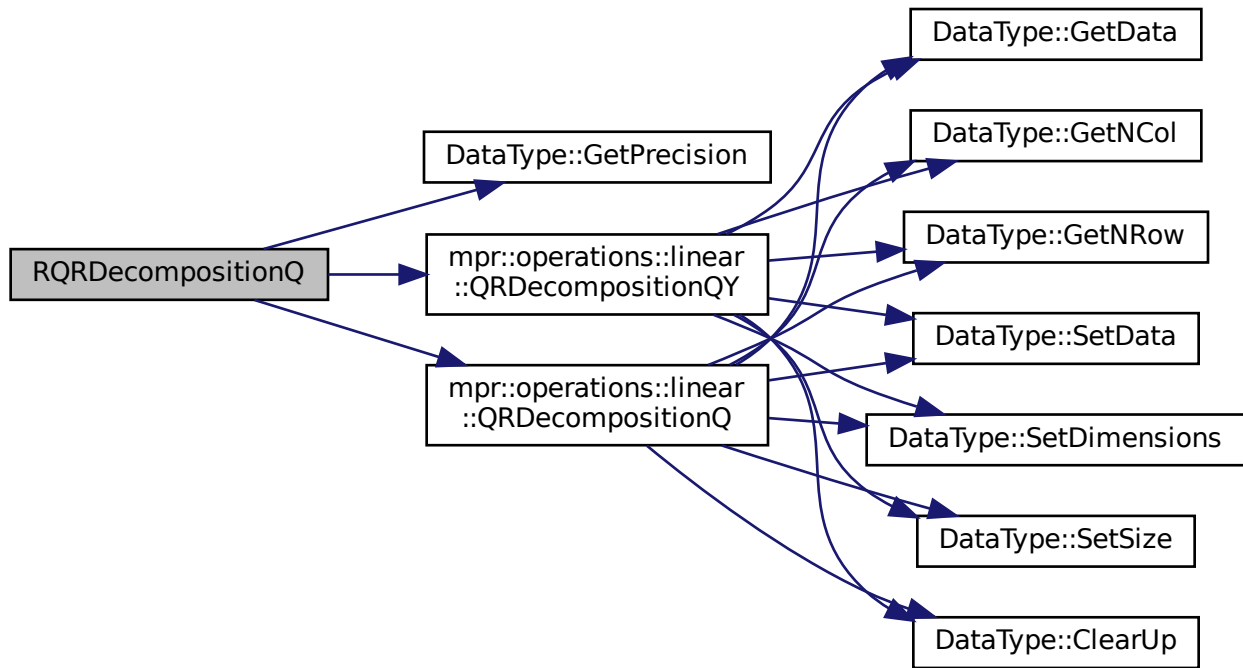 RQRDecompositionQ
DataType::GetPrecision
mpr::operations::linear
::QRDecompositionQY
mpr::operations::linear
::QRDecompositionQ
DataType::GetData
DataType::GetNCol
DataType::GetNRow
DataType::SetData
DataType::SetDimensions
DataType::SetSize
DataType::ClearUp